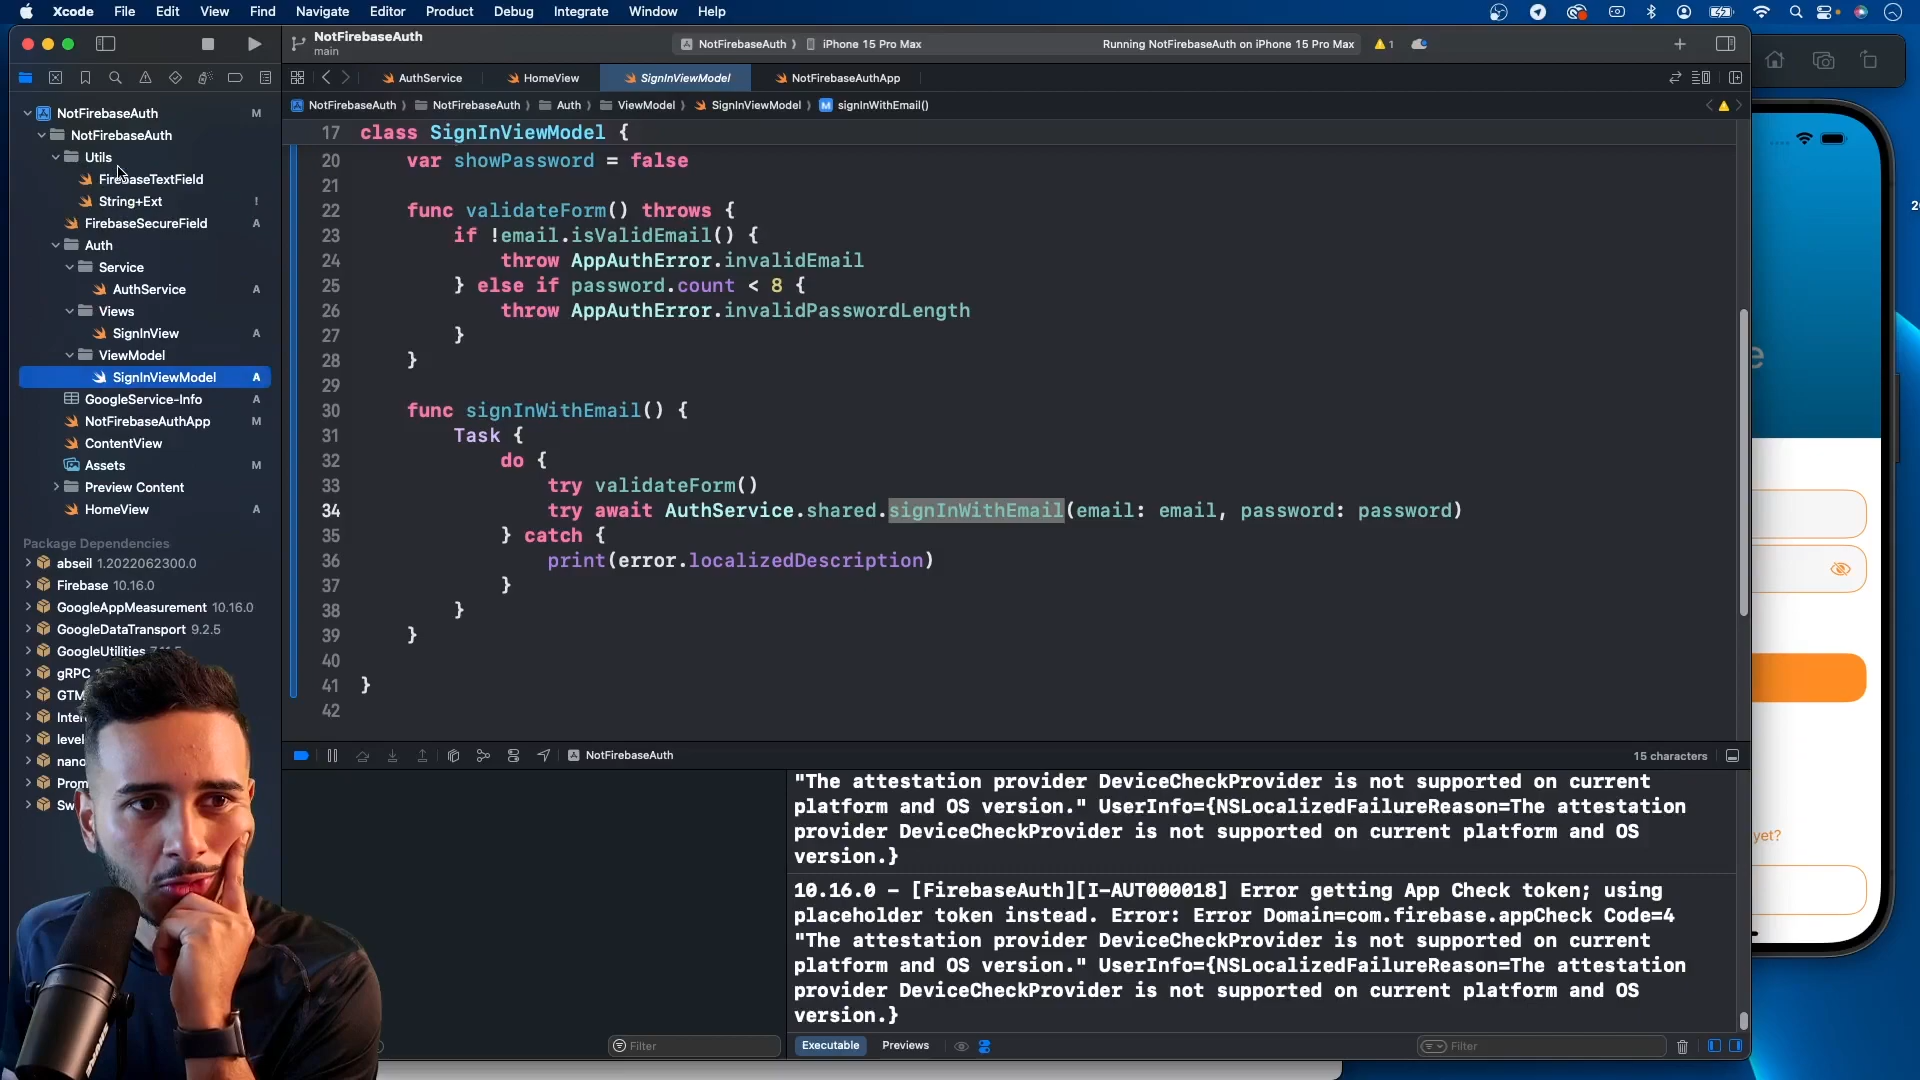 Xcode File Edit View Find Navigate Editor Product Debug Integrate Window Help
NotFirebaseAuth
main
NotFirebaseAuth 〉 iPhone 15 Pro Max
Running NotFirebaseAuth on iPhone 15 Pro Max
1
AuthService HomeView SignInViewModel NotFirebaseAuthApp
NotFirebaseAuth 〉 NotFirebaseAuth 〉 Auth 〉 ViewModel 〉 SignInViewModel 〉 M signInWithEmail()
NotFirebaseAuth M
NotFirebaseAuth
Utils
FirebaseTextField
String+Ext !
FirebaseSecureField A
Auth
Service
AuthService A
Views
SignInView A
ViewModel
SignInViewModel A
GoogleService-Info A
NotFirebaseAuthApp M
ContentView
Assets M
Preview Content
HomeView A
Package Dependencies
abseil 1.2022062300.0
Firebase 10.16.0
GoogleAppMeasurement 10.16.0
GoogleDataTransport 9.2.5
GoogleUtilities
gRPC
GTM
Inter
level
nano
Prom
Sw
17 class SignInViewModel {
20 var showPassword = false
21
22 func validateForm() throws {
23 if !email.isValidEmail() {
24 throw AppAuthError.invalidEmail
25 } else if password.count < 8 {
26 throw AppAuthError.invalidPasswordLength
27 }
28 }
29
30 func signInWithEmail() {
31 Task {
32 do {
33 try validateForm()
34 try await AuthService.shared.signInWithEmail(email: email, password: password)
35 } catch {
36 print(error.localizedDescription)
37 }
38 }
39 }
40
41 }
42
NotFirebaseAuth
15 characters
"The attestation provider DeviceCheckProvider is not supported on current
platform and OS version." UserInfo={NSLocalizedFailureReason=The attestation
provider DeviceCheckProvider is not supported on current platform and OS
version.}
10.16.0 - [FirebaseAuth][I-AUT000018] Error getting App Check token; using
placeholder token instead. Error: Error Domain=com.firebase.appCheck Code=4
"The attestation provider DeviceCheckProvider is not supported on current
platform and OS version." UserInfo={NSLocalizedFailureReason=The attestation
provider DeviceCheckProvider is not supported on current platform and OS
version.}
Filter
Executable Previews
Filter
e
yet?